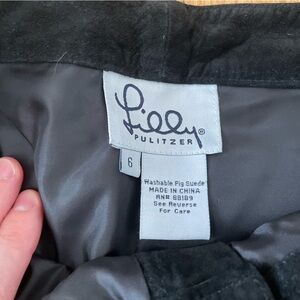 Lilly®
PULITZER
6
Washable Pig Suede
MADE IN CHINA
RN# 88189
See Reverse
For Care